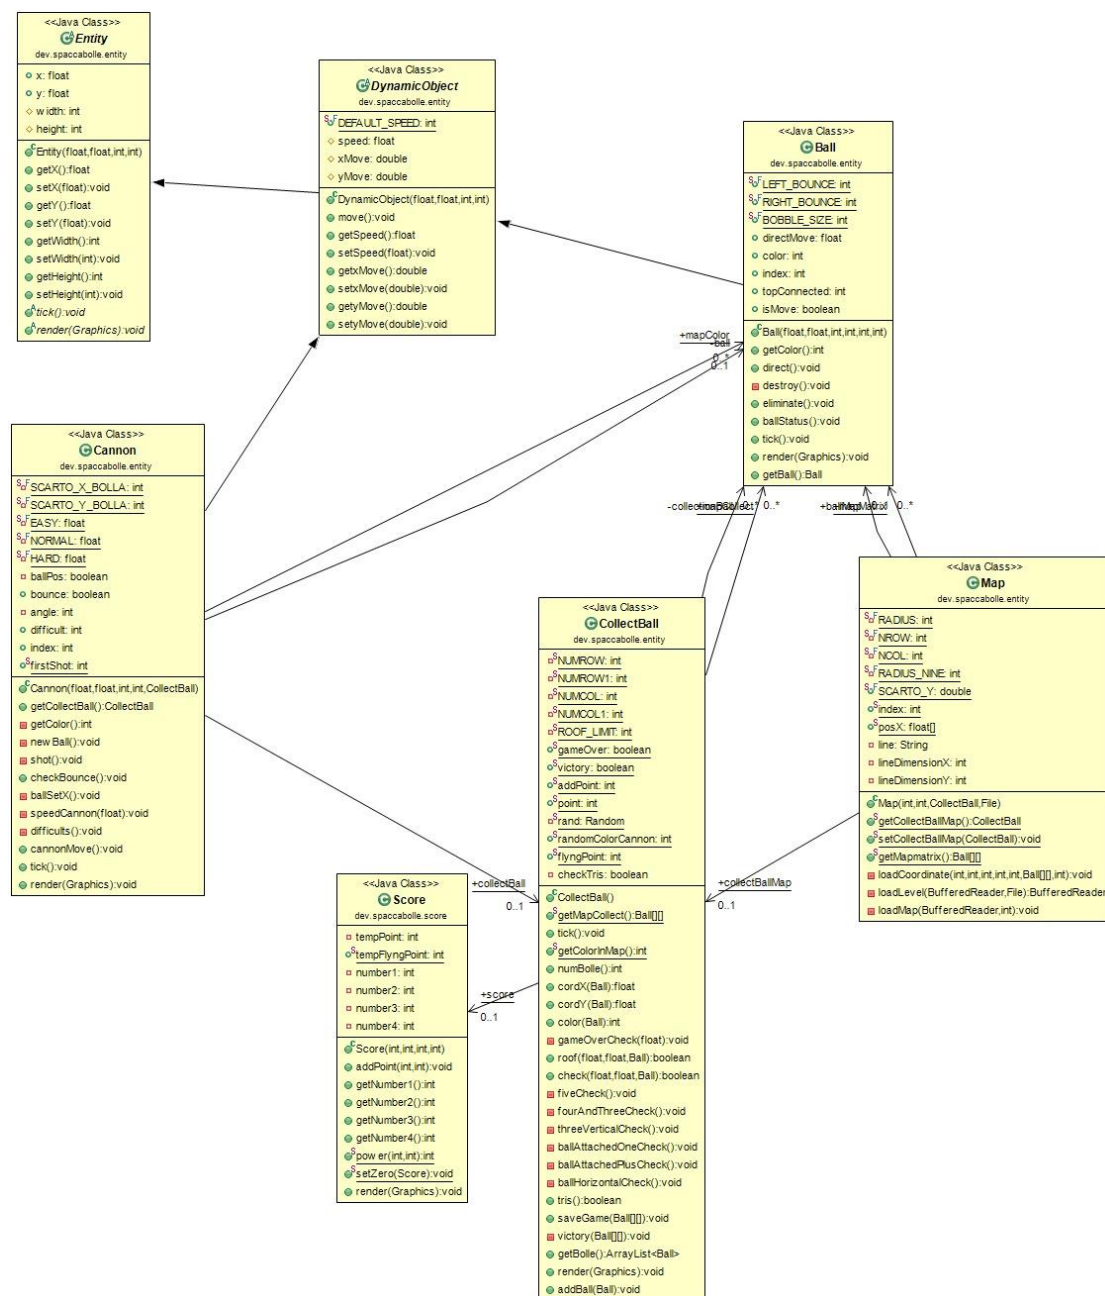 <<Java Class>>
Entity
dev.spaccabolle.entity
x: float
y: float
width: int
height: int
Entity(float,float,int,int)
getX():float
setX(float):void
getY():float
setY(float):void
getWidth():int
setWidth(int):void
getHeight():int
setHeight(int):void
tick():void
render(Graphics):void
<<Java Class>>
DynamicObject
dev.spaccabolle.entity
DEFAULT_SPEED: int
speed: float
xMove: double
yMove: double
DynamicObject(float,float,int,int)
move():void
getSpeed():float
setSpeed(float):void
getxMove():double
setxMove(double):void
getyMove():double
setyMove(double):void
<<Java Class>>
Ball
dev.spaccabolle.entity
LEFT_BOUNCE: int
RIGHT_BOUNCE: int
BOBBLE_SIZE: int
directMove: float
color: int
index: int
topConnected: int
isMove: boolean
Ball(float,float,int,int,int,int)
getColor():int
direct():void
destroy():void
eliminate():void
ballStatus():void
tick():void
render(Graphics):void
getBall():Ball
+mapColor
-ball
0..*
0..1
<<Java Class>>
Cannon
dev.spaccabolle.entity
SCARTO_X_BOLLA: int
SCARTO_Y_BOLLA: int
EASY: float
NORMAL: float
HARD: float
ballPos: boolean
bounce: boolean
angle: int
difficult: int
index: int
firstShot: int
Cannon(float,float,int,int,CollectBall)
getCollectBall():CollectBall
getColor():int
newBall():void
shot():void
checkBounce():void
ballSetX():void
speedCannon(float):void
difficults():void
cannonMove():void
tick():void
render(Graphics):void
0..*
0..*
<<Java Class>>
Map
dev.spaccabolle.entity
RADIUS: int
NROW: int
NCOL: int
RADIUS_NINE: int
SCARTO_Y: double
index: int
posX: float[]
line: String
lineDimensionX: int
lineDimensionY: int
Map(int,int,CollectBall,File)
getCollectBallMap():CollectBall
setCollectBallMap(CollectBall):void
getMapmatrix():Ball[][]
loadCoordinate(int,int,int,int,int,Ball[][],int):void
loadLevel(BufferedReader,File):BufferedReader
loadMap(BufferedReader,int):void
<<Java Class>>
CollectBall
dev.spaccabolle.entity
NUMROW: int
NUMROW1: int
NUMCOL: int
NUMCOL1: int
ROOF_LIMIT: int
gameOver: boolean
victory: boolean
addPoint: int
point: int
rand: Random
randomColorCannon: int
flyngPoint: int
checkTris: boolean
CollectBall()
getMapCollect():Ball[][]
tick():void
getColorInMap():int
numBolle():int
cordX(Ball):float
cordY(Ball):float
color(Ball):int
gameOverCheck(float):void
roof(float,float,Ball):boolean
check(float,float,Ball):boolean
fiveCheck():void
fourAndThreeCheck():void
threeVerticalCheck():void
ballAttachedOneCheck():void
ballAttachedPlusCheck():void
ballHorizontalCheck():void
tris():boolean
saveGame(Ball[][]):void
victory(Ball[][]):void
getBolle():ArrayList<Ball>
render(Graphics):void
addBall(Ball):void
+collectBall
0..1
+collectBallMap
0..1
+score
0..1
<<Java Class>>
Score
dev.spaccabolle.score
tempPoint: int
tempFlyngPoint: int
number1: int
number2: int
number3: int
number4: int
Score(int,int,int,int)
addPoint(int,int):void
getNumber1():int
getNumber2():int
getNumber3():int
getNumber4():int
power(int,int):int
setZero(Score):void
render(Graphics):void